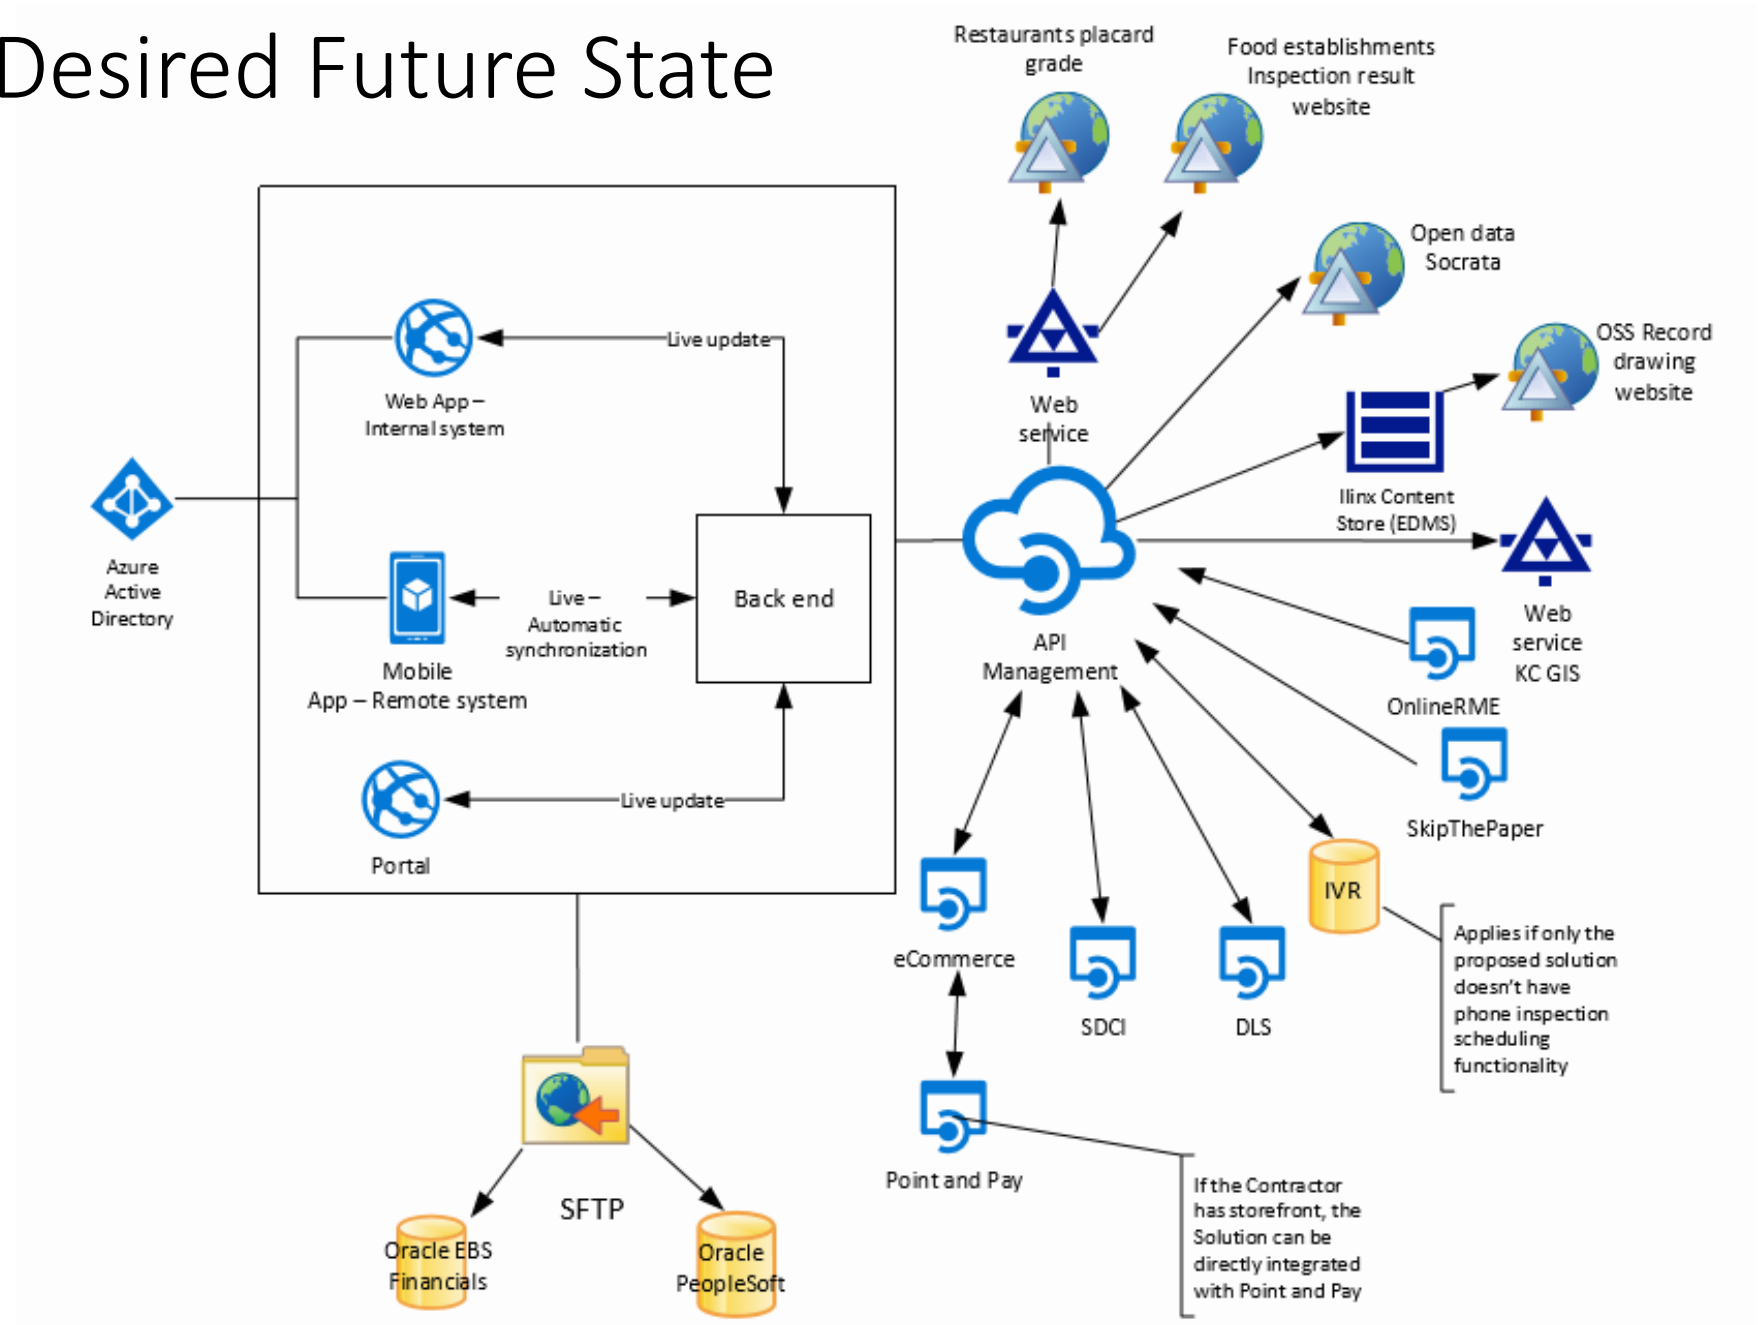 Desired Future State
Restaurants placard
grade
Food establishments
Inspection result
website
Open data
Socrata
OSS Record
drawing
website
Live update
Web App –
Internal system
Web
service
Ilinx Content
Store (EDMS)
Azure
Active
Directory
Live –
Automatic
synchronization
Back end
Mobile
App – Remote system
API
Management
Web
service
KC GIS
OnlineRME
SkipThePaper
Live update
Portal
IVR
eCommerce
SDCI
DLS
Applies if only the
proposed solution
doesn't have
phone inspection
scheduling
functionality
Point and Pay
If the Contractor
has storefront, the
Solution can be
directly integrated
with Point and Pay
SFTP
Oracle EBS
Financials
Oracle
PeopleSoft